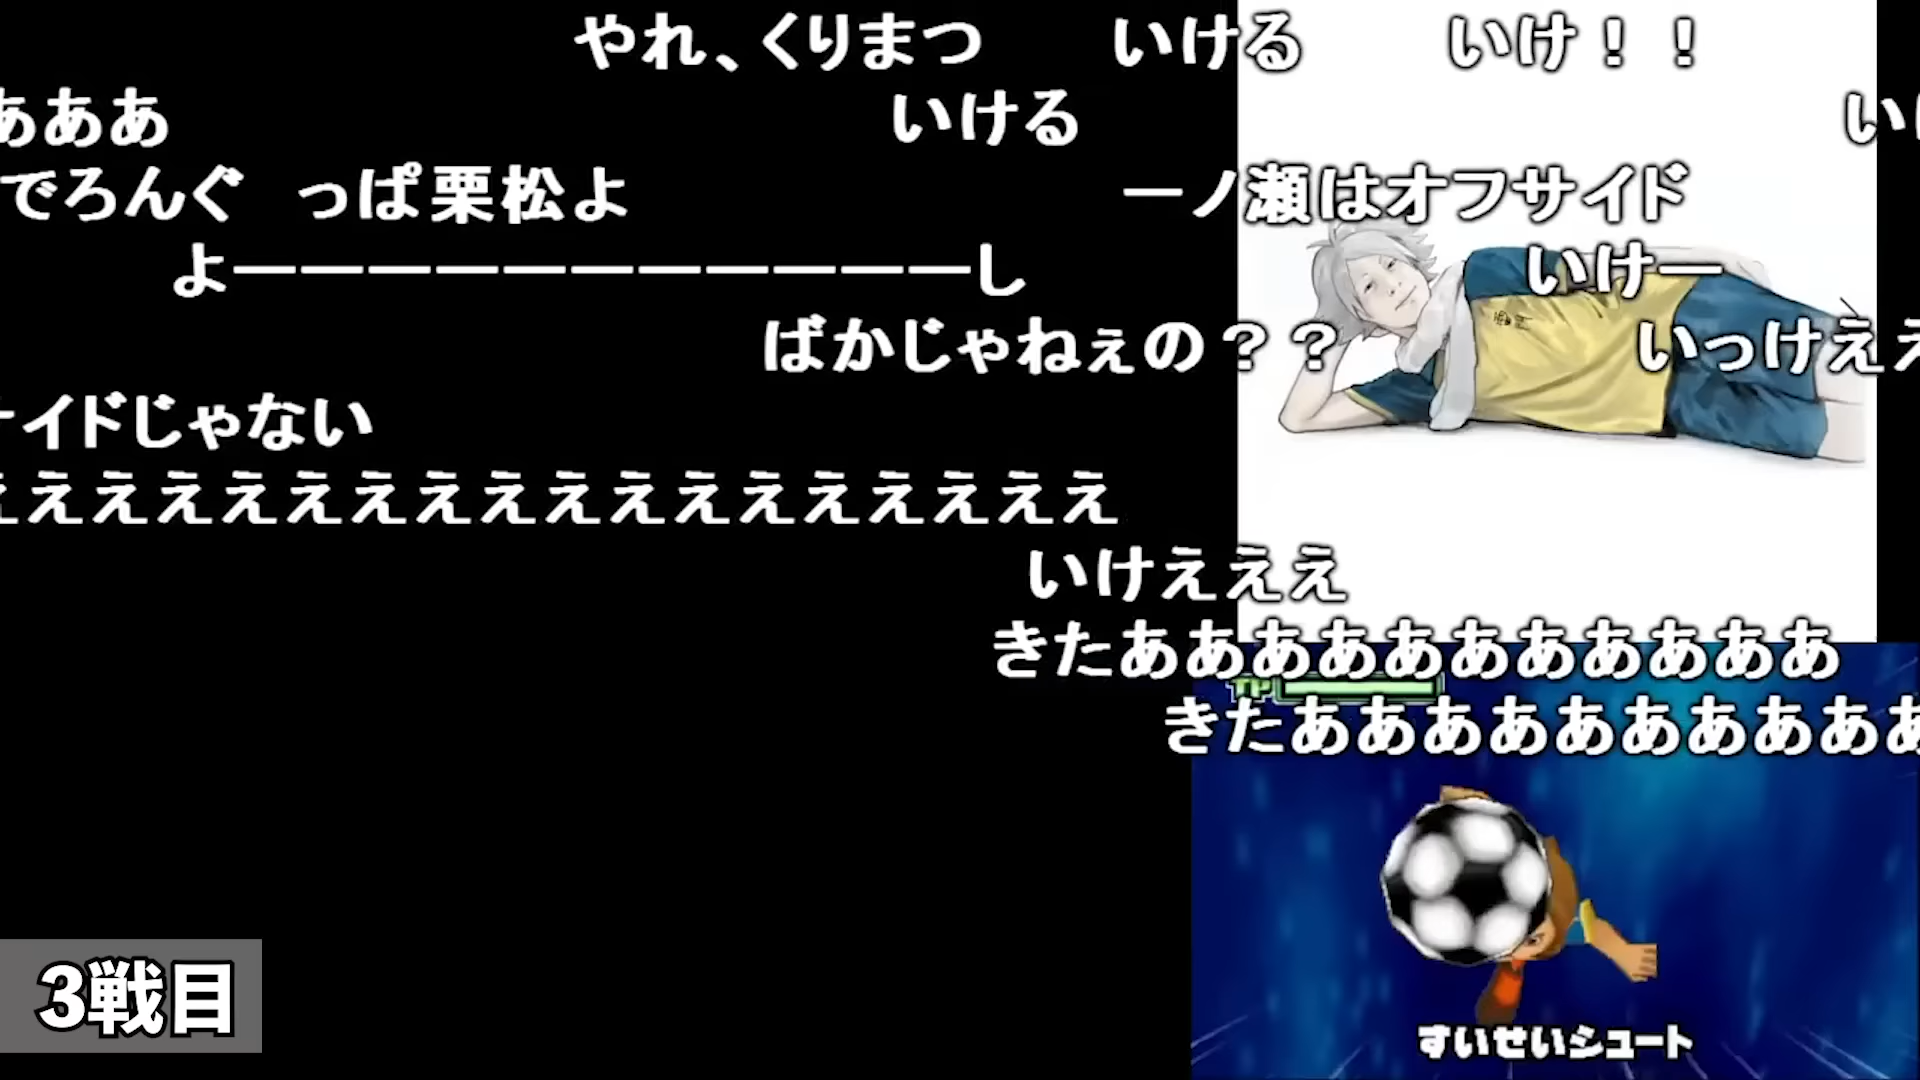 やれ、くりまつ いける いけ！！
あああ いける いけ
でろんぐ っぱ栗松よ 一ノ瀬はオフサイド
よーーーーーーーーーーーし いけー
ばかじゃねぇの？？ いっけええ
サイドじゃない
ええええええええええええええええええ
いけえええ
きたあああああああああああ
TP
きたああああああああああ
3戦目
すいせいシュート